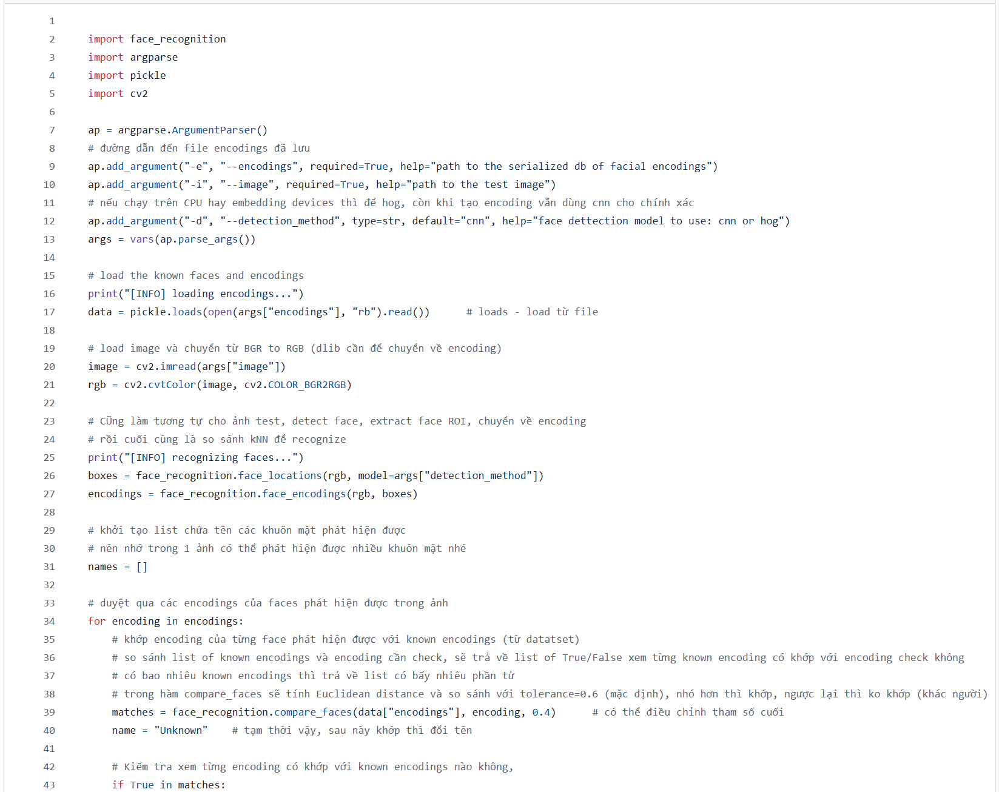 1
2 import face_recognition
3 import argparse
4 import pickle
5 import cv2
6
7 ap = argparse.ArgumentParser()
8 # đường dẫn đến file encodings đã lưu
9 ap.add_argument("-e", "--encodings", required=True, help="path to the serialized db of facial encodings")
10 ap.add_argument("-i", "--image", required=True, help="path to the test image")
11 # nếu chạy trên CPU hay embedding devices thì để hog, còn khi tạo encoding vẫn dùng cnn cho chính xác
12 ap.add_argument("-d", "--detection_method", type=str, default="cnn", help="face dettection model to use: cnn or hog")
13 args = vars(ap.parse_args())
14
15 # load the known faces and encodings
16 print("[INFO] loading encodings...")
17 data = pickle.loads(open(args["encodings"], "rb").read())      # loads - load từ file
18
19 # load image và chuyển từ BGR to RGB (dlib cần để chuyển về encoding)
20 image = cv2.imread(args["image"])
21 rgb = cv2.cvtColor(image, cv2.COLOR_BGR2RGB)
22
23 # CŨng làm tương tự cho ảnh test, detect face, extract face ROI, chuyển về encoding
24 # rồi cuối cùng là so sánh kNN để recognize
25 print("[INFO] recognizing faces...")
26 boxes = face_recognition.face_locations(rgb, model=args["detection_method"])
27 encodings = face_recognition.face_encodings(rgb, boxes)
28
29 # khởi tạo list chứa tên các khuôn mặt phát hiện được
30 # nên nhớ trong 1 ảnh có thể phát hiện được nhiều khuôn mặt nhé
31 names = []
32
33 # duyệt qua các encodings của faces phát hiện được trong ảnh
34 for encoding in encodings:
35     # khớp encoding của từng face phát hiện được với known encodings (từ datatset)
36     # so sánh list of known encodings và encoding cần check, sẽ trả về list of True/False xem từng known encoding có khớp với encoding check không
37     # có bao nhiêu known encodings thì trả về list có bấy nhiêu phần tử
38     # trong hàm compare_faces sẽ tính Euclidean distance và so sánh với tolerance=0.6 (mặc định), nhó hơn thì khớp, ngược lại thì ko khớp (khác người)
39     matches = face_recognition.compare_faces(data["encodings"], encoding, 0.4)      # có thể điều chỉnh tham số cuối
40     name = "Unknown"    # tạm thời vậy, sau này khớp thì đổi tên
41
42     # Kiểm tra xem từng encoding có khớp với known encodings nào không,
43     if True in matches: